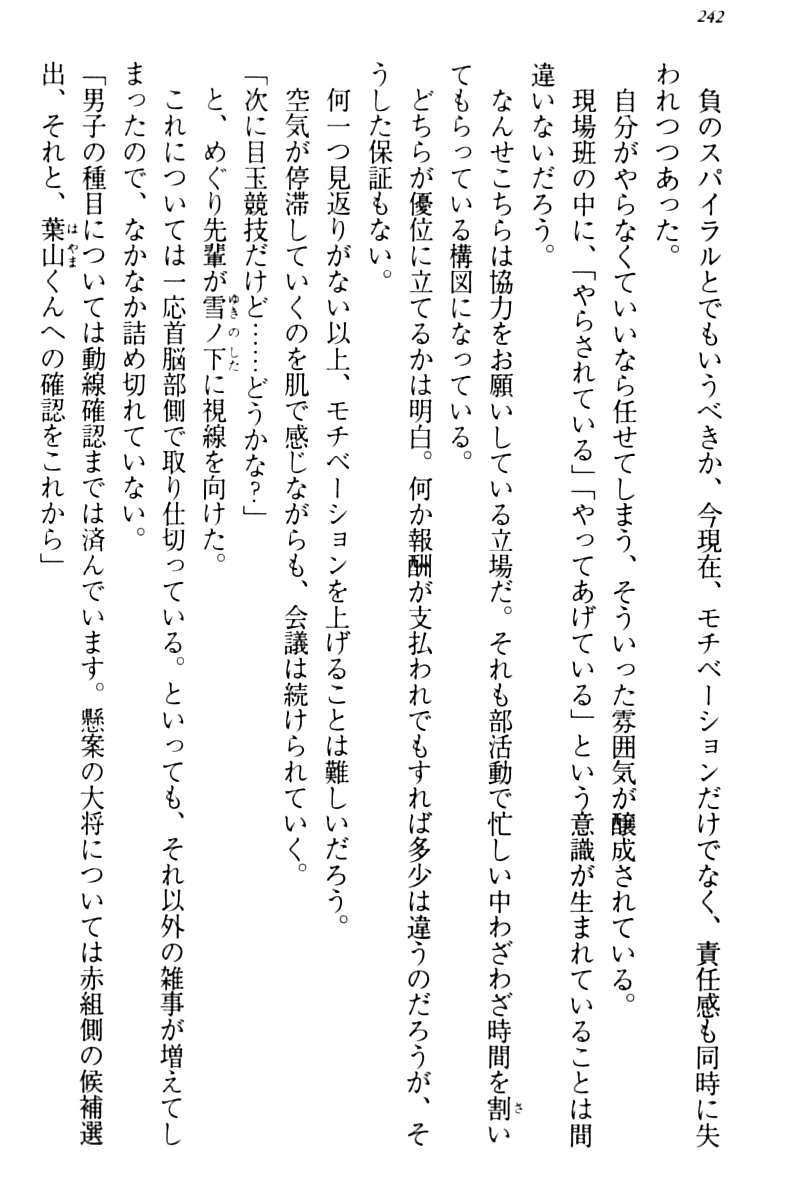 242
負のスパイラルとでもいうべきか、今現在、モチベーションだけでなく、責任感も同時に失
われつつあった。
自分がやらなくていいなら任せてしまう、そういった雰囲気が醸成されている。
現場班の中に、「やらされている」「やってあげている」という意識が生まれていることは間
違いないだろう。
なんせこちらは協力をお願いしている立場だ。それも部活動で忙しい中わざわざ時間を割い
てもらっている構図になっている。
どちらが優位に立てるかは明白。何か報酬が支払われでもすれば多少は違うのだろうが、そ
うした保証もない。
何一つ見返りがない以上、モチベーションを上げることは難しいだろう。
空気が停滞していくのを肌で感じながらも、会議は続けられていく。
「次に目玉競技だけど……どうかな?」
と、めぐり先輩が雪ノ下に視線を向けた。
これについては一応首脳部側で取り仕切っている。といっても、それ以外の雑事が増えてし
まったので、なかなか詰め切れていない。
「男子の種目については動線確認までは済んでいます。懸案の大将については赤組側の候補選
出、それと、葉山くんへの確認をこれから」